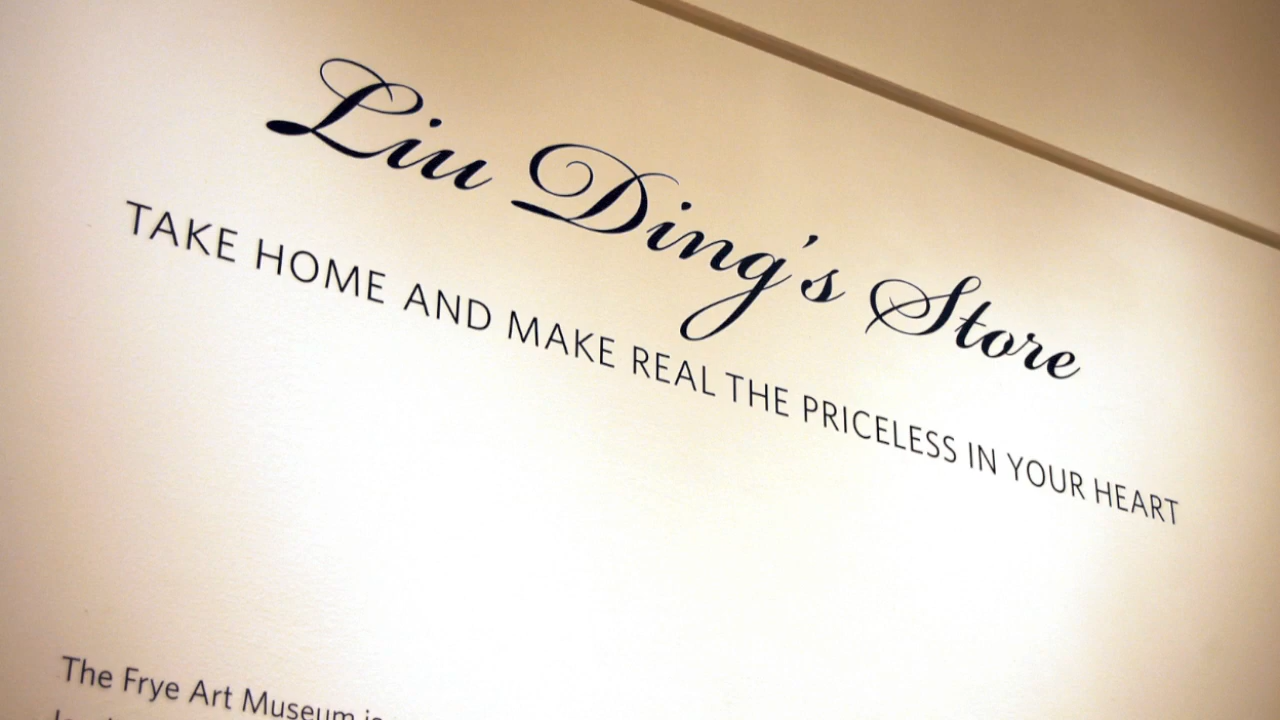 Liu Ding's Store
TAKE HOME AND MAKE REAL THE PRICELESS IN YOUR HEART
The Frye Art Museum is